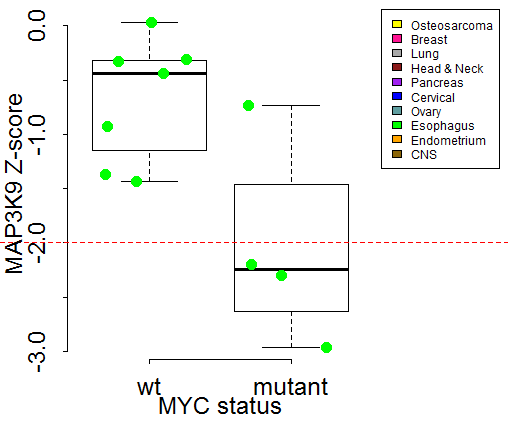 0.0
-1.0
-2.0
-3.0
MAP3K9 Z-score
wt mutant
MYC status
Osteosarcoma
Breast
Lung
Head & Neck
Pancreas
Cervical
Ovary
Esophagus
Endometrium
CNS